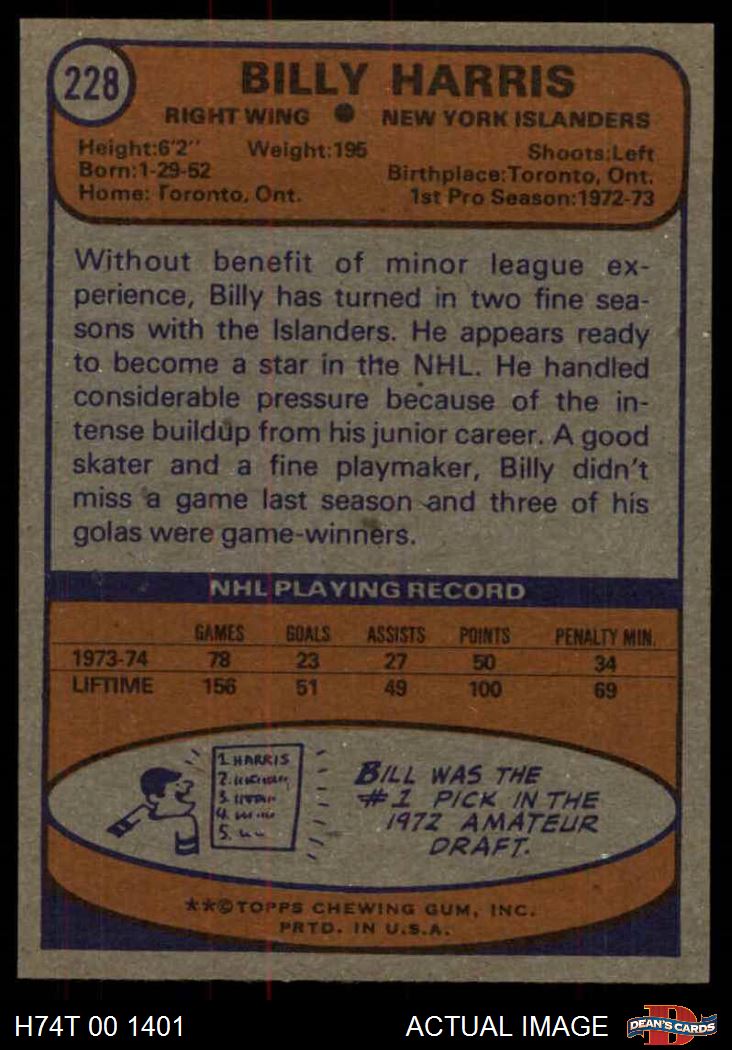 228
BILLY HARRIS
RIGHT WING ● NEW YORK ISLANDERS
Height:6'2" Weight:195 Shoots:Left
Born:1-29-52 Birthplace:Toronto, Ont.
Home: Toronto, Ont. 1st Pro Season:1972-73
Without benefit of minor league ex-
perience, Billy has turned in two fine sea-
sons with the Islanders. He appears ready
to become a star in the NHL. He handled
considerable pressure because of the in-
tense buildup from his junior career. A good
skater and a fine playmaker, Billy didn't
miss a game last season and three of his
golas were game-winners.
NHL PLAYING RECORD
GAMES GOALS ASSISTS POINTS PENALTY MIN.
1973-74 78 23 27 50 34
LIFTIME 156 51 49 100 69
1. HARRIS
2.
3.
4.
5.
BILL WAS THE
#1 PICK IN THE
1972 AMATEUR
DRAFT.
**©TOPPS CHEWING GUM, INC.
PRTD. IN U.S.A.
H74T 00 1401 ACTUAL IMAGE DEAN'S CARDS